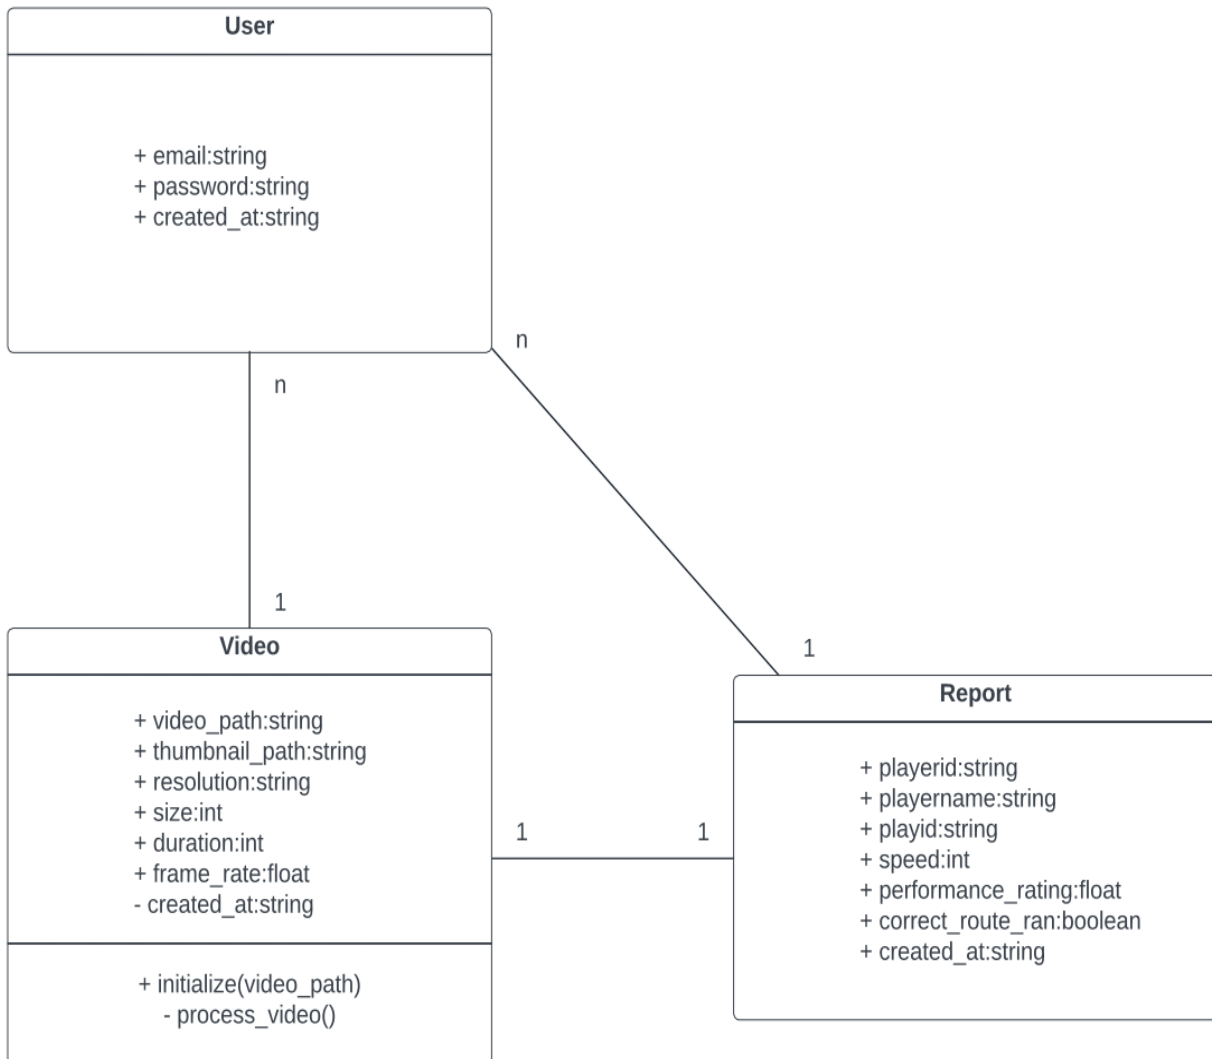 User
+ email:string
+ password:string
+ created_at:string
n
n
1
1
Video
+ video_path:string
+ thumbnail_path:string
+ resolution:string
+ size:int
+ duration:int
+ frame_rate:float
- created_at:string
+ initialize(video_path)
- process_video()
1
1
Report
+ playerid:string
+ playername:string
+ playid:string
+ speed:int
+ performance_rating:float
+ correct_route_ran:boolean
+ created_at:string